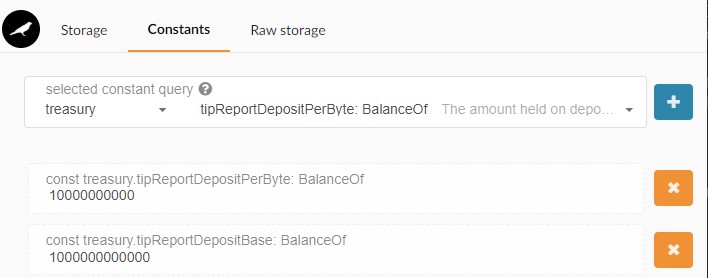 Storage Constants Raw storage
selected constant query ?
treasury tipReportDepositPerByte: BalanceOf The amount held on depo...
const treasury.tipReportDepositPerByte: BalanceOf
10000000000
const treasury.tipReportDepositBase: BalanceOf
1000000000000